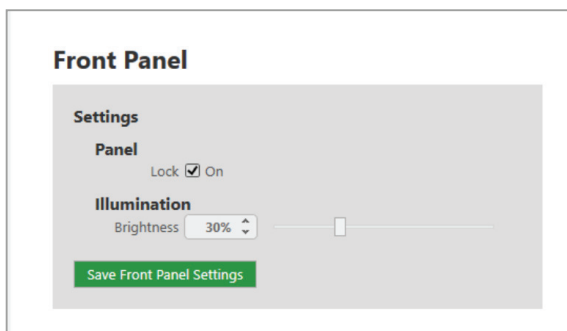 Front Panel
Settings
Panel
Lock On
Illumination
Brightness 30%
Save Front Panel Settings